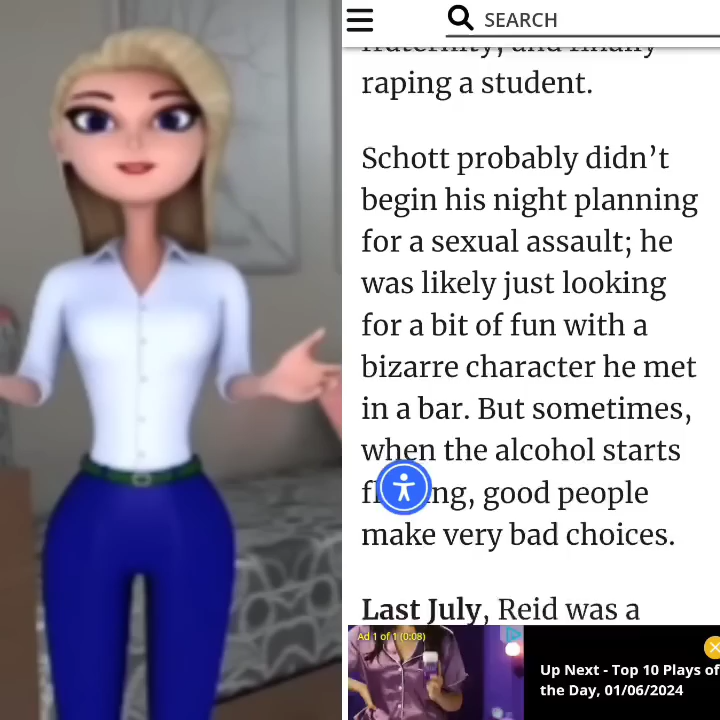 SEARCH
raping a student.
Schott probably didn’t
begin his night planning
for a sexual assault; he
was likely just looking
for a bit of fun with a
bizarre character he met
in a bar. But sometimes,
when the alcohol starts
good people
make very bad choices.
Last July, Reid was a
Ad 1 of 1 (0:08)
Up Next - Top 10 Plays of
the Day, 01/06/2024